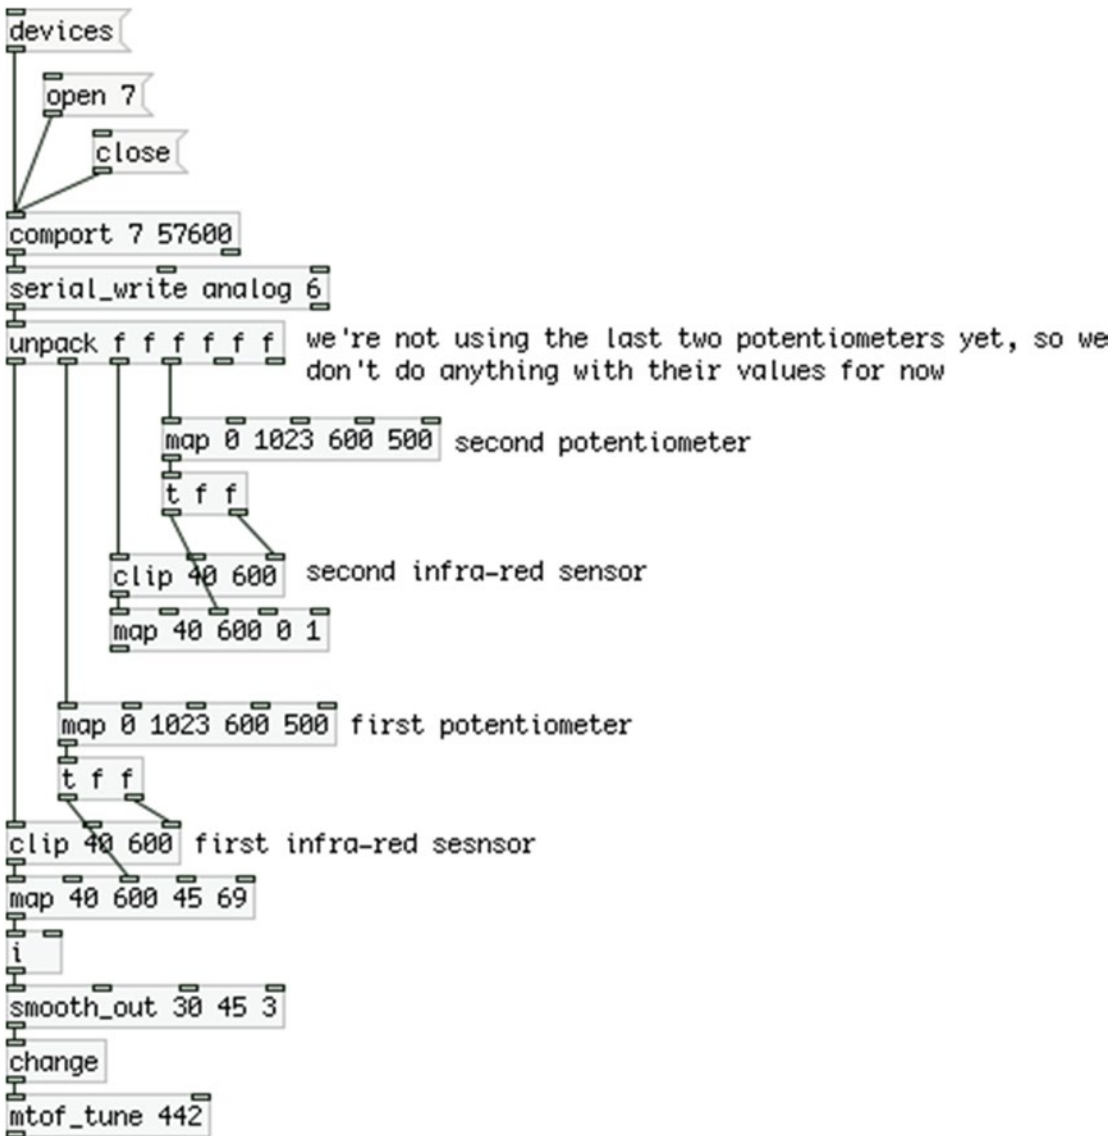 devices
open 7
close
comport 7 57600
serial_write analog 6
unpack f f f f f f
we're not using the last two potentiometers yet, so we
don't do anything with their values for now
map 0 1023 600 500
second potentiometer
t f f
clip 40 600
second infra-red sensor
map 40 600 0 1
map 0 1023 600 500
first potentiometer
t f f
clip 40 600
first infra-red sesnsor
map 40 600 45 69
i
smooth_out 30 45 3
change
mtof_tune 442